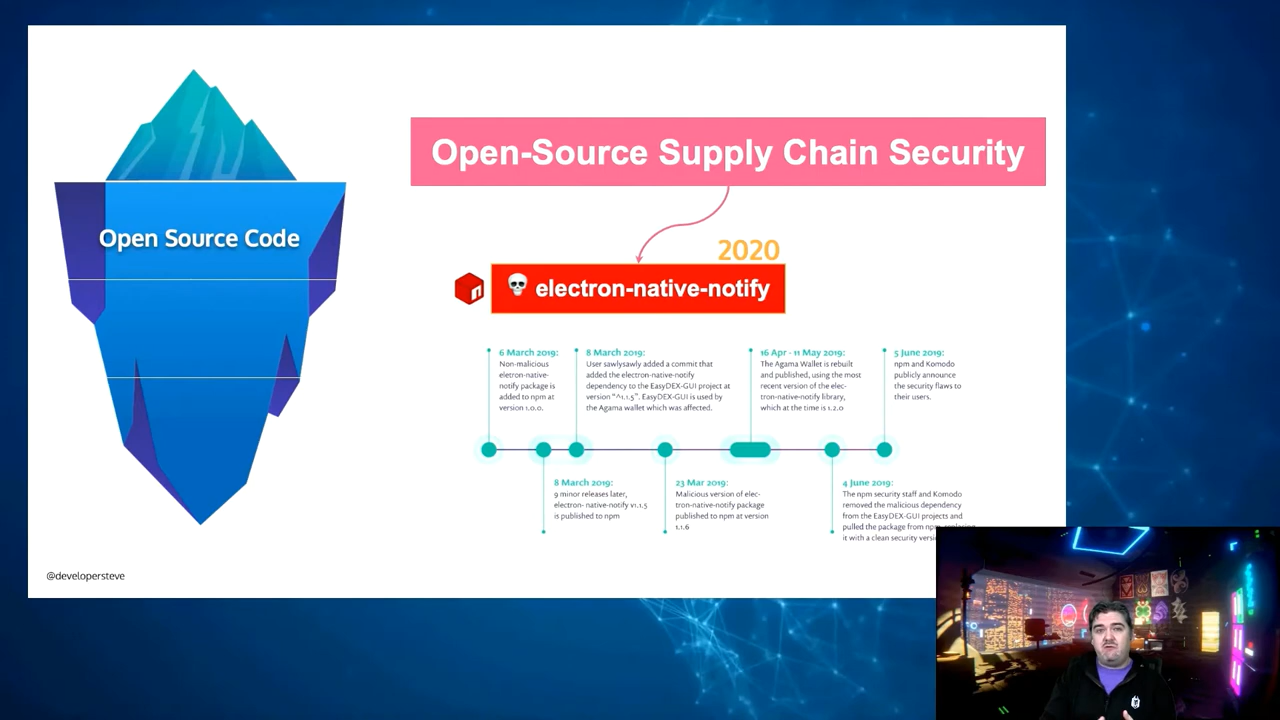 Open-Source Supply Chain Security
Open Source Code
2020
electron-native-notify
6 March 2019:
Non-malicious
eletron-native-
notify package is
added to npm at
version 1.0.0.
8 March 2019:
User sawlysawly added a commit that
added the electron-native-notify
dependency to the EasyDEX-GUI project at
version "^1.1.5". EasyDEX-GUI is used by
the Agama wallet which was affected.
16 Apr - 11 May 2019:
The Agama Wallet is rebuilt
and published, using the most
recent version of the elec-
tron-native-notify library,
which at the time is 1.2.0
5 June 2019:
npm and Komodo
publicly announce
the security flaws to
their users.
8 March 2019:
9 minor releases later,
electron- native-notify v1.1.5
is published to npm
23 Mar 2019:
Malicious version of elec-
tron-native-notify package
published to npm at version
1.1.6
4 June 2019:
The npm security staff and Komodo
removed the malicious dependency
from the EasyDEX-GUI projects and
pulled the package from npm,
it with a clean security
@developersteve